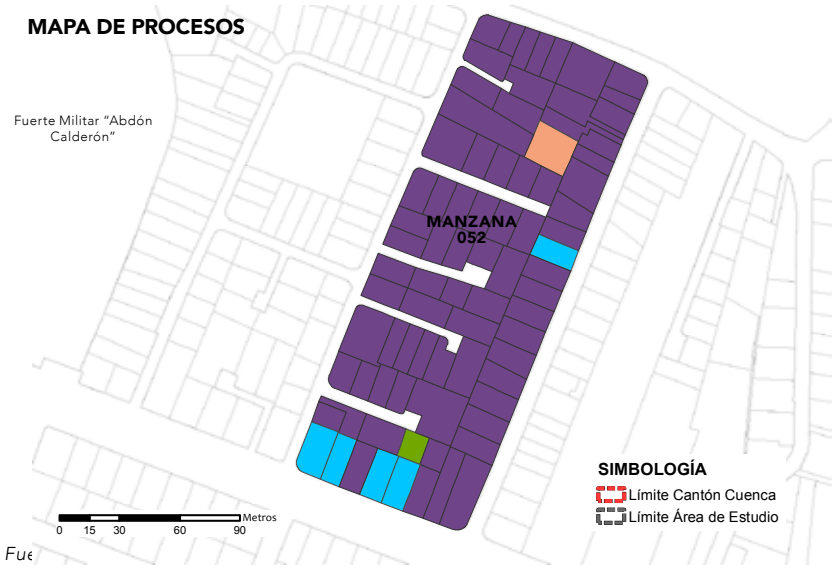 MAPA DE PROCESOS
Fuerte Militar "Abdón
Calderón"
MANZANA
052
SIMBOLOGÍA
Límite Cantón Cuenca
Límite Área de Estudio
Metros
0 15 30 60 90